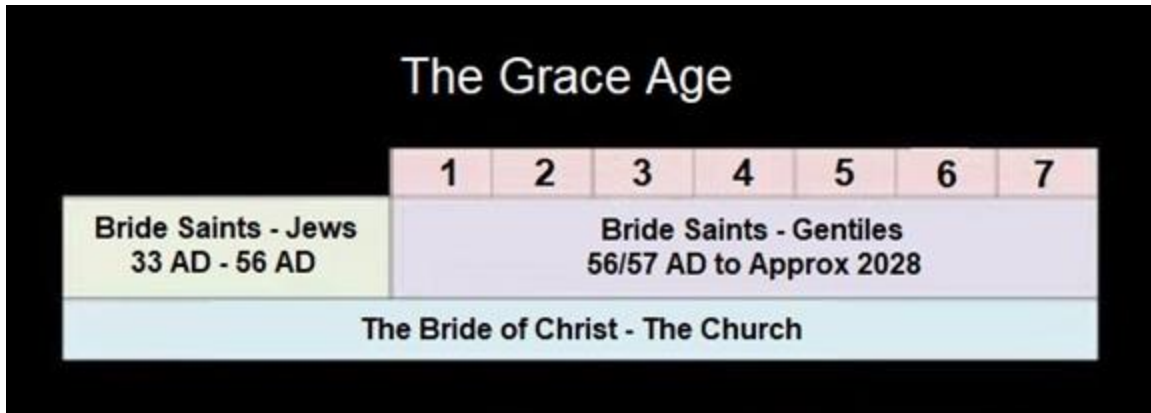 The Grace Age
1 2 3 4 5 6 7
Bride Saints - Jews
33 AD - 56 AD
Bride Saints - Gentiles
56/57 AD to Approx 2028
The Bride of Christ - The Church